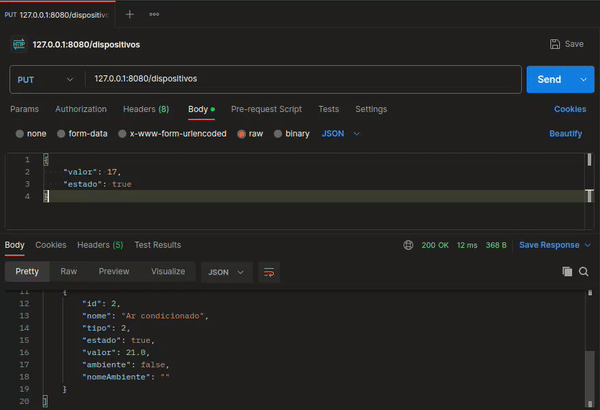 PUT 127.0.0.1:8080/dispositivos
127.0.0.1:8080/dispositivos
Save
PUT
127.0.0.1:8080/dispositivos
Send
Params Authorization Headers (8) Body Pre-request Script Tests Settings Cookies
none form-data x-www-form-urlencoded raw binary JSON Beautify
1 {
2 "valor": 17,
3 "estado": true
4 }
Body Cookies Headers (5) Test Results 200 OK 12 ms 368 B Save Response
Pretty Raw Preview Visualize JSON
11 {
12 "id": 2,
13 "nome": "Ar condicionado",
14 "tipo": 2,
15 "estado": true,
16 "valor": 21.0,
17 "ambiente": false,
18 "nomeAmbiente": ""
19 }
20 ]